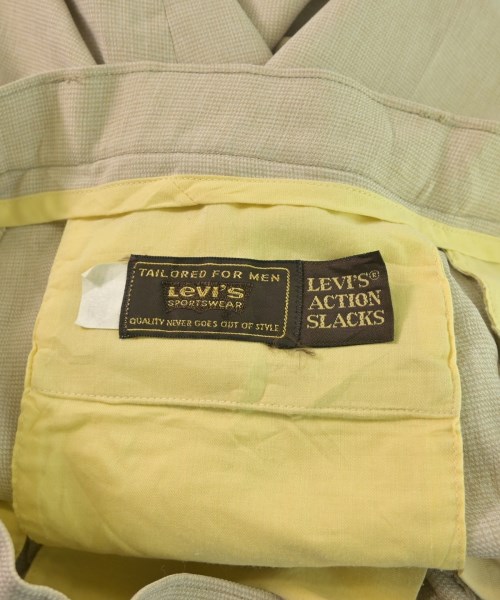 TAILORED FOR MEN
LEVI'S
SPORTSWEAR
QUALITY NEVER GOES OUT OF STYLE
LEVI'S®
ACTION
SLACKS